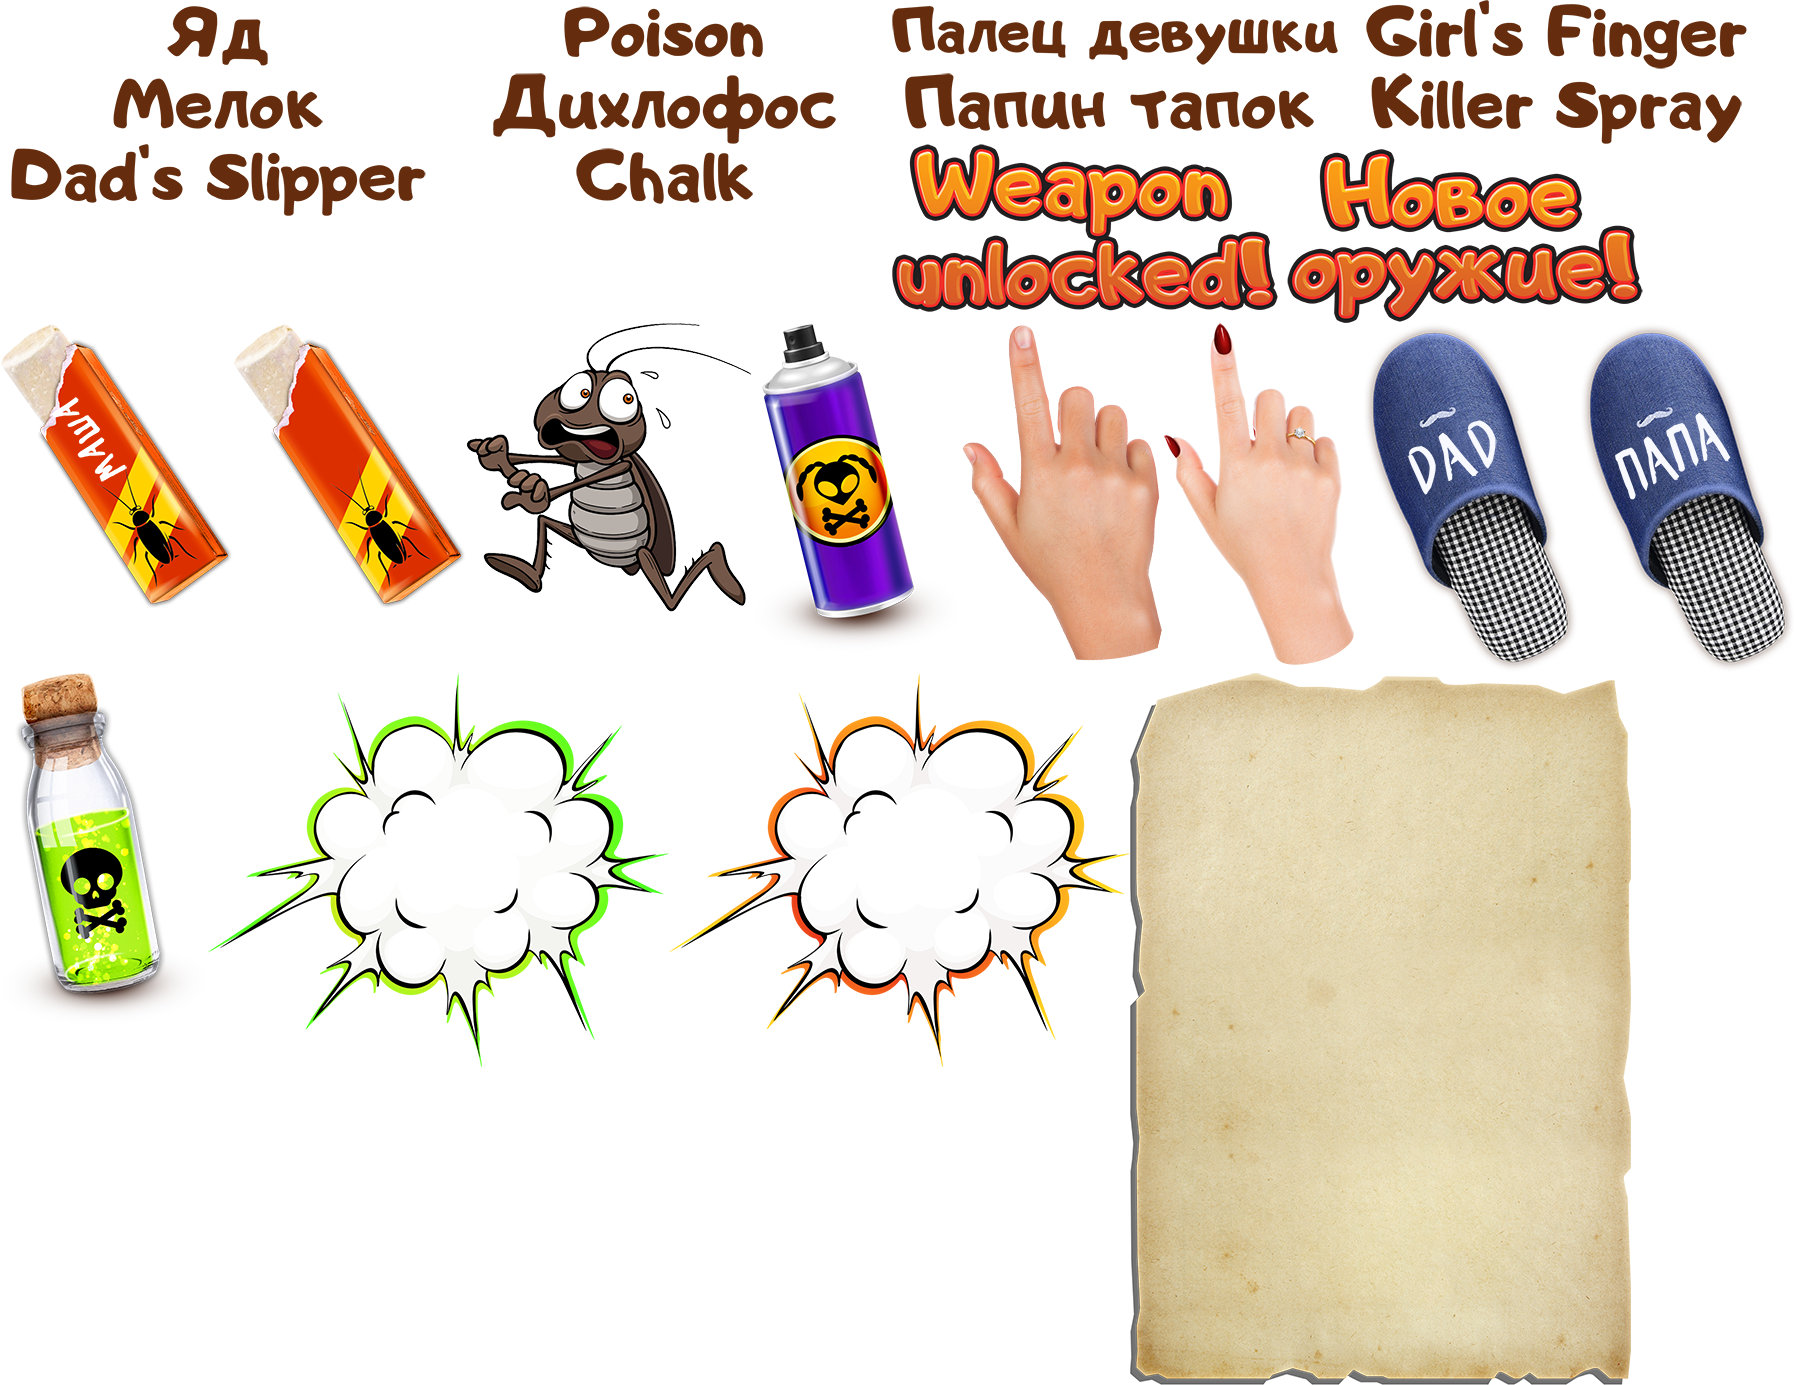 Яд
Poison
Палец девушки
Girl's Finger
Мелок
Дихлофос
Папин тапок
Killer Spray
Dad's Slipper
Chalk
Weapon
unlocked!
Новое
оружие!
МАША
DAD
ПАПА